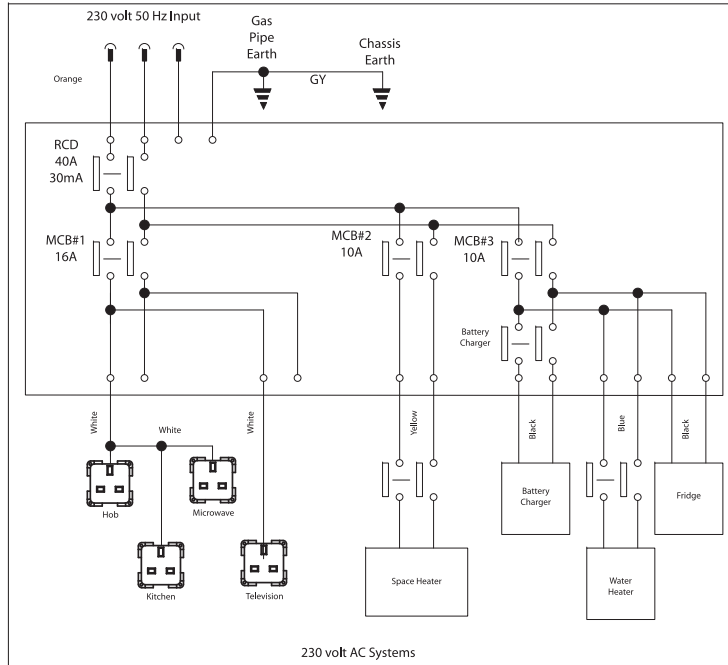 230 volt 50 Hz Input
Gas
Pipe
Earth
Chassis
Earth
Orange
GY
RCD
40A
30mA
MCB#1
16A
MCB#2
10A
MCB#3
10A
Battery
Charger
White
White
White
Yellow
Black
Blue
Black
Hob
Microwave
Kitchen
Television
Space Heater
Battery
Charger
Water
Heater
Fridge
230 volt AC Systems